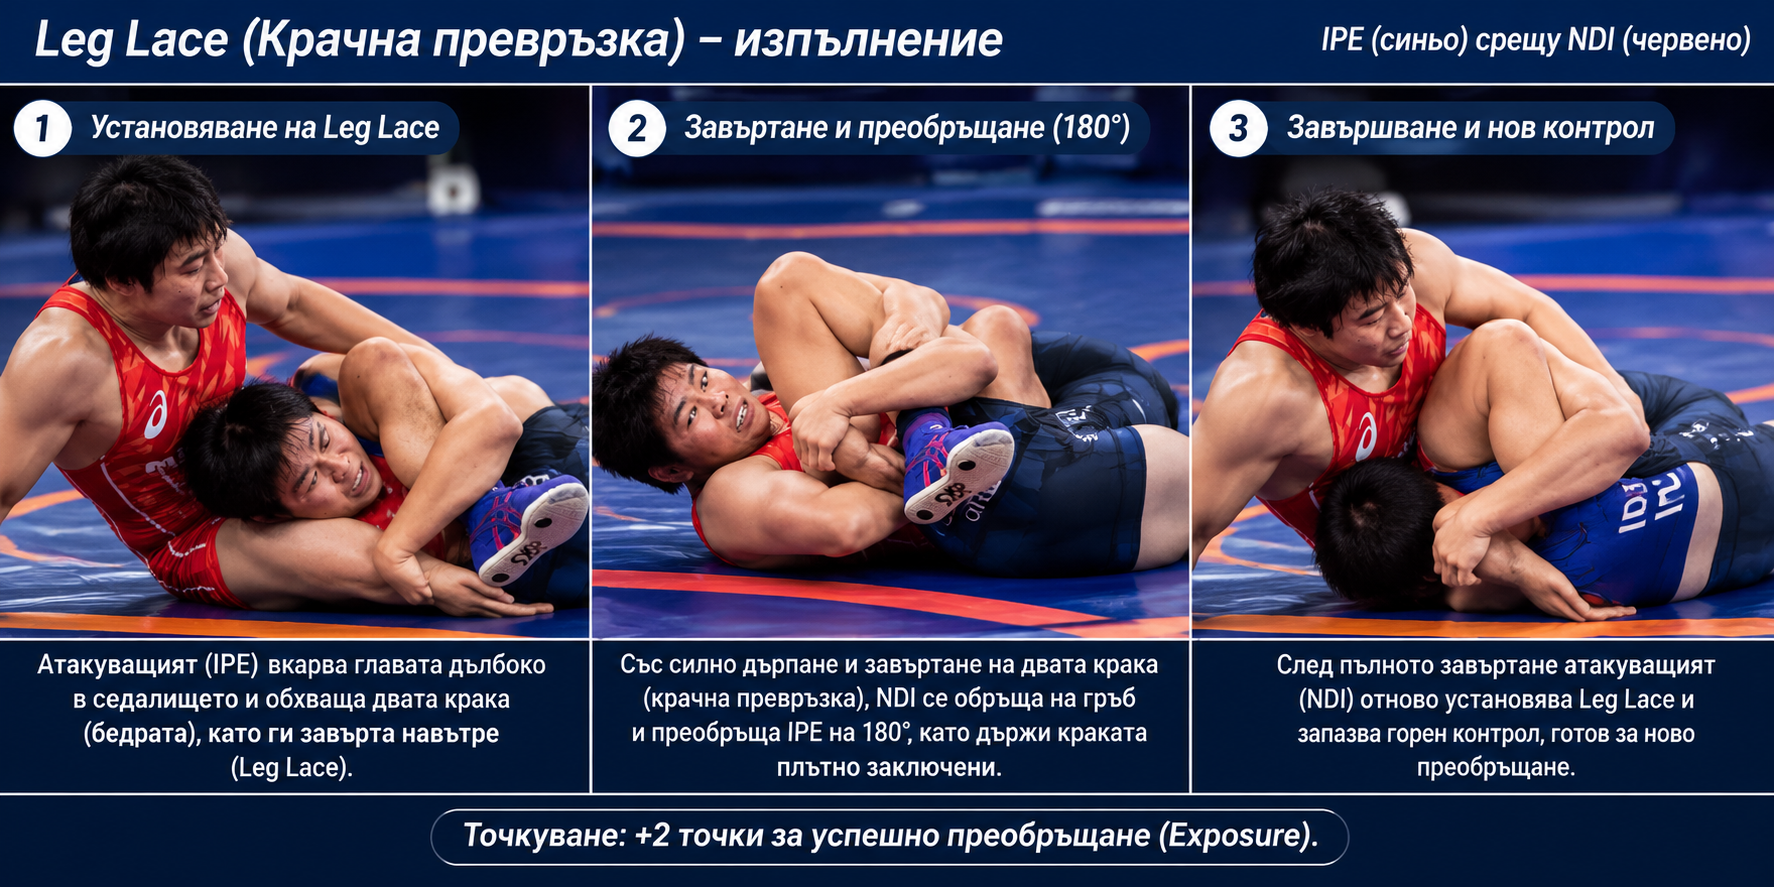 Leg Lace (Крачна превръзка) – изпълнение
IPE (синьо) срещу NDI (червено)
1 Установяване на Leg Lace
2 Завъртане и преобръщане (180°)
3 Завършване и нов контрол
Атакуващият (IPE) вкарва главата дълбоко
в седалището и обхваща двата крака
(бедрата), като ги завърта навътре
(Leg Lace).
Със силно дърпане и завъртане на двата крака
(крачна превръзка), NDI се обръща на гръб
и преобръща IPE на 180°, като държи краката
плътно заключени.
След пълното завъртане атакуващият
(NDI) отново установява Leg Lace и
запазва горен контрол, готов за ново
преобръщане.
Точкуване: +2 точки за успешно преобръщане (Exposure).